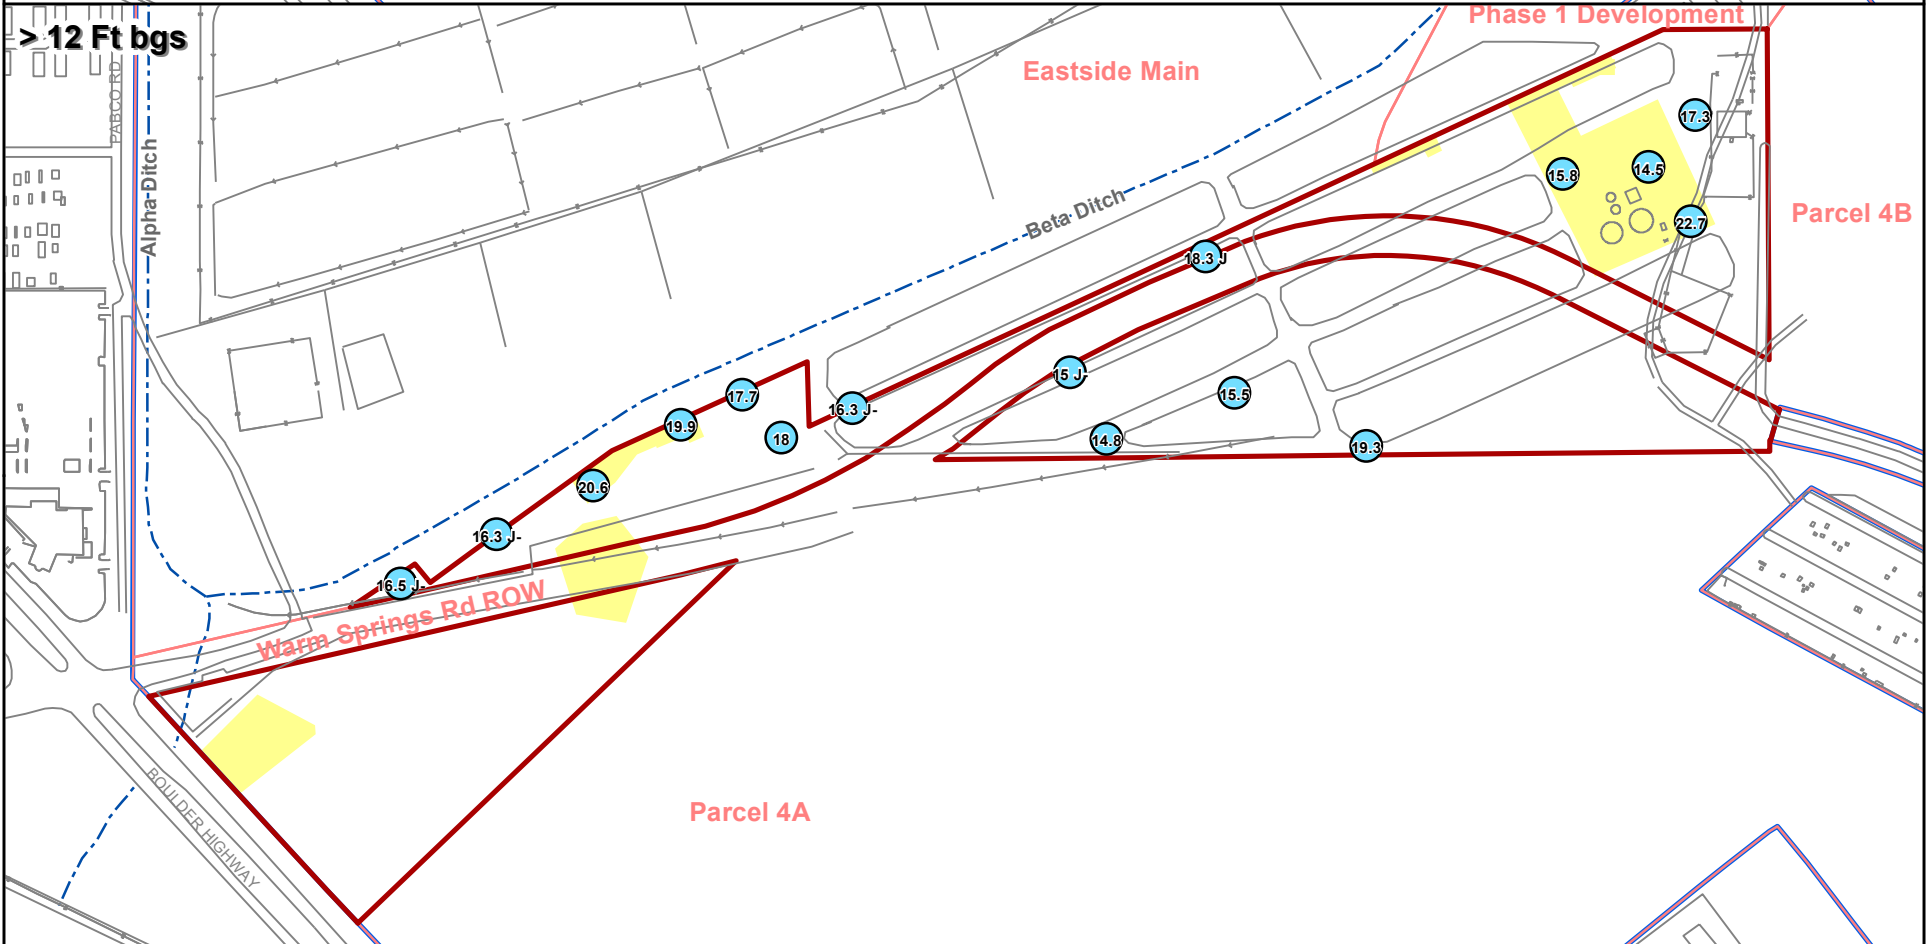 Phase 1 Development
> 12 Ft bgs
Eastside Main
PABCO RD
Alpha Ditch
17.3
14.5
15.8
Beta Ditch
Parcel 4B
22.7
18.3 J
15 J-
15.5
17.7
16.3 J-
19.9
18
14.8
19.3
20.6
16.3 J-
16.5 J-
Warm Springs Rd ROW
BOULDER HIGHWAY
Parcel 4A